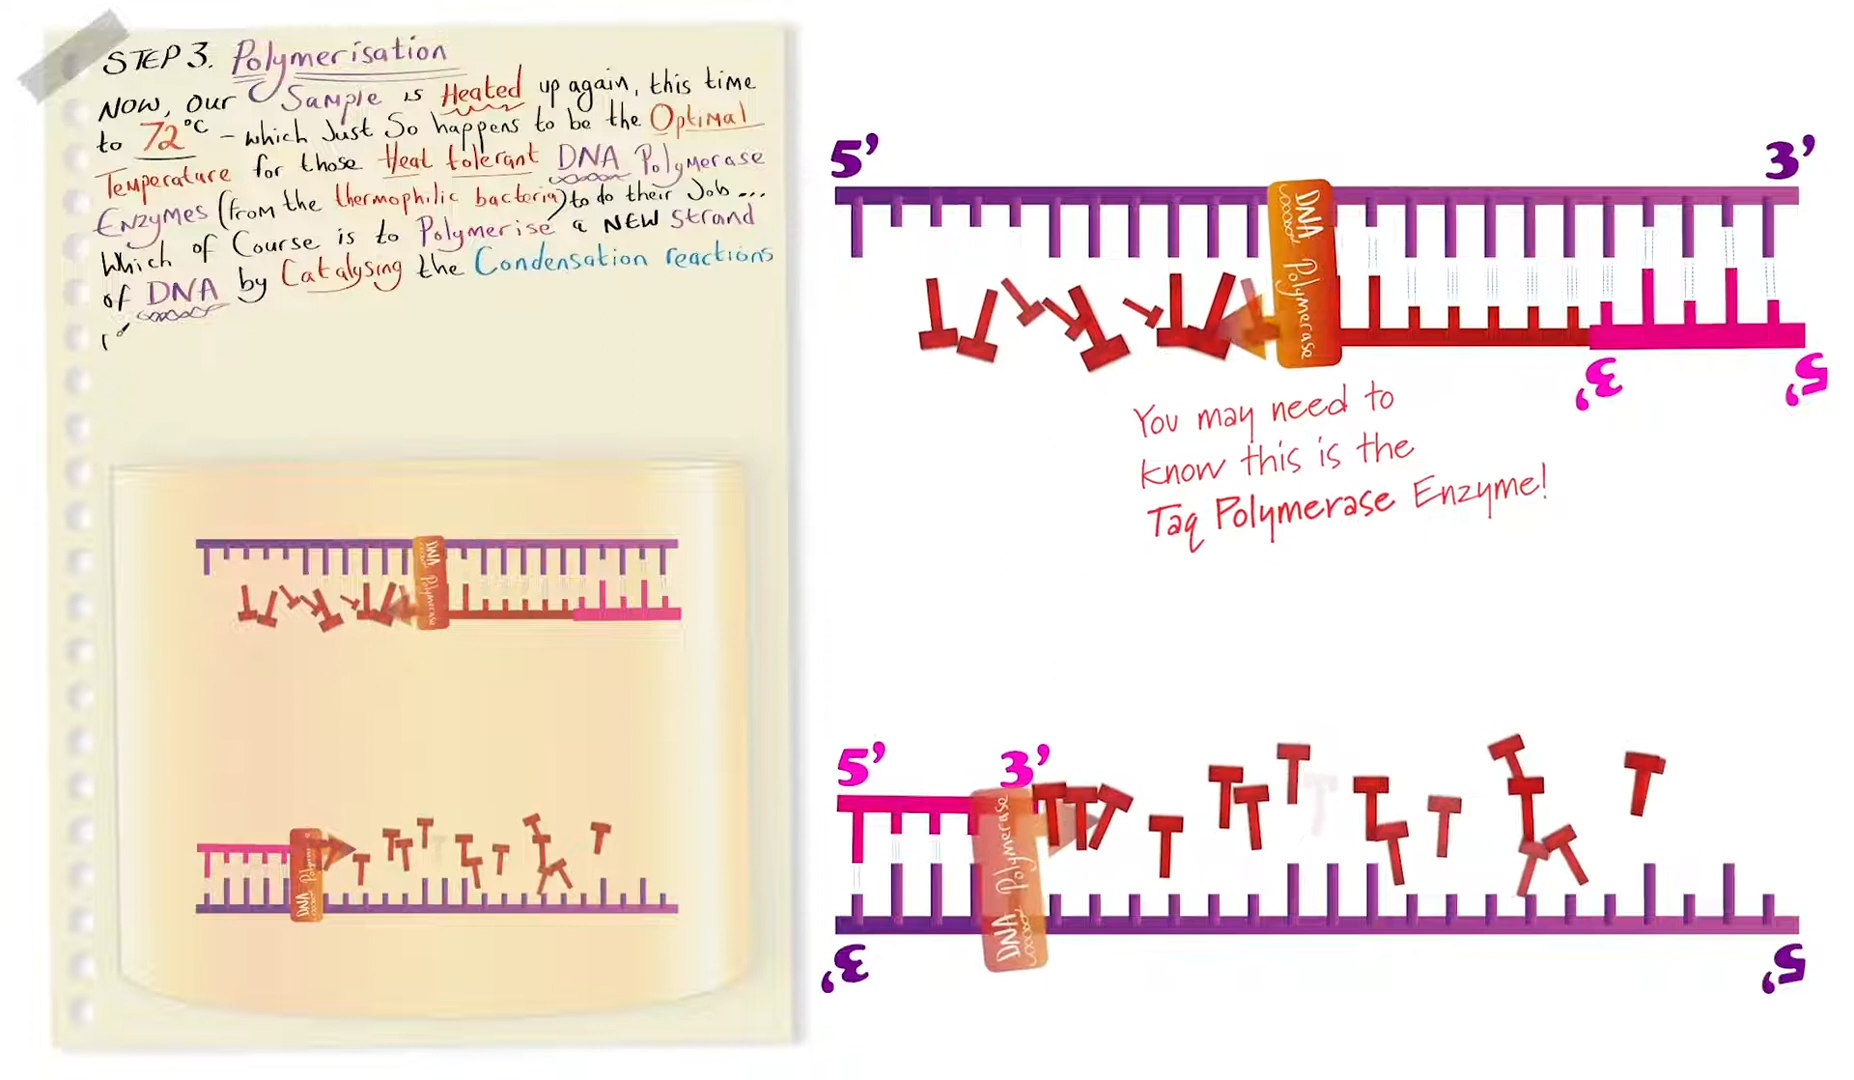 STEP 3. Polymerisation
NOW, our Sample is Heated up again, this time
to 72°C – which Just So happens to be the Optimal
Temperature for those Heat tolerant DNA Polymerase
Enzymes (from the thermophilic bacteria) to do their Job...
Which of Course is to Polymerise a NEW Strand
of DNA by Catalysing the Condensation reactions
5' 3'
DNA Polymerase
3' 5'
You may need to
know this is the
Taq Polymerase Enzyme!
DNA Polymerase
5' 3'
DNA Polymerase
3' 5'
DNA Polymerase